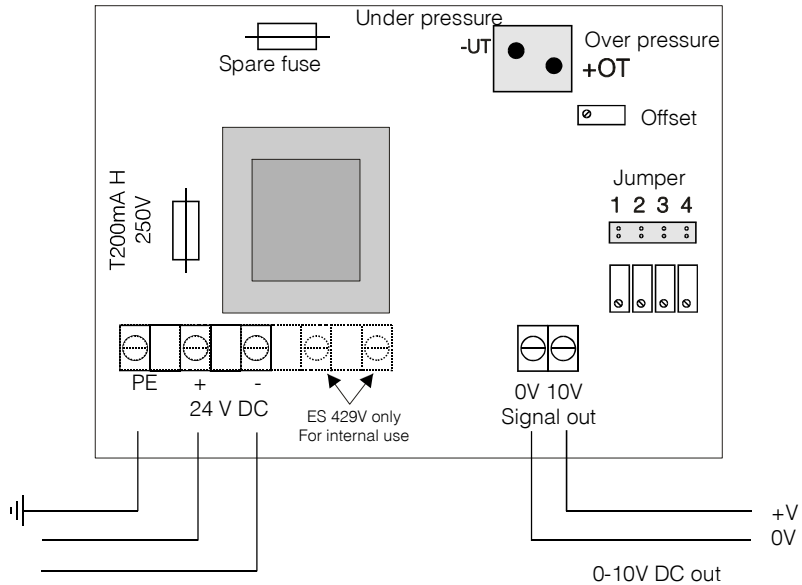 Under pressure
-UT
Over pressure
+OT
Spare fuse
Offset
T200mA H
250V
Jumper
1 2 3 4
PE + -
24 V DC
ES 429V only
For internal use
0V 10V
Signal out
+V
0V
0-10V DC out